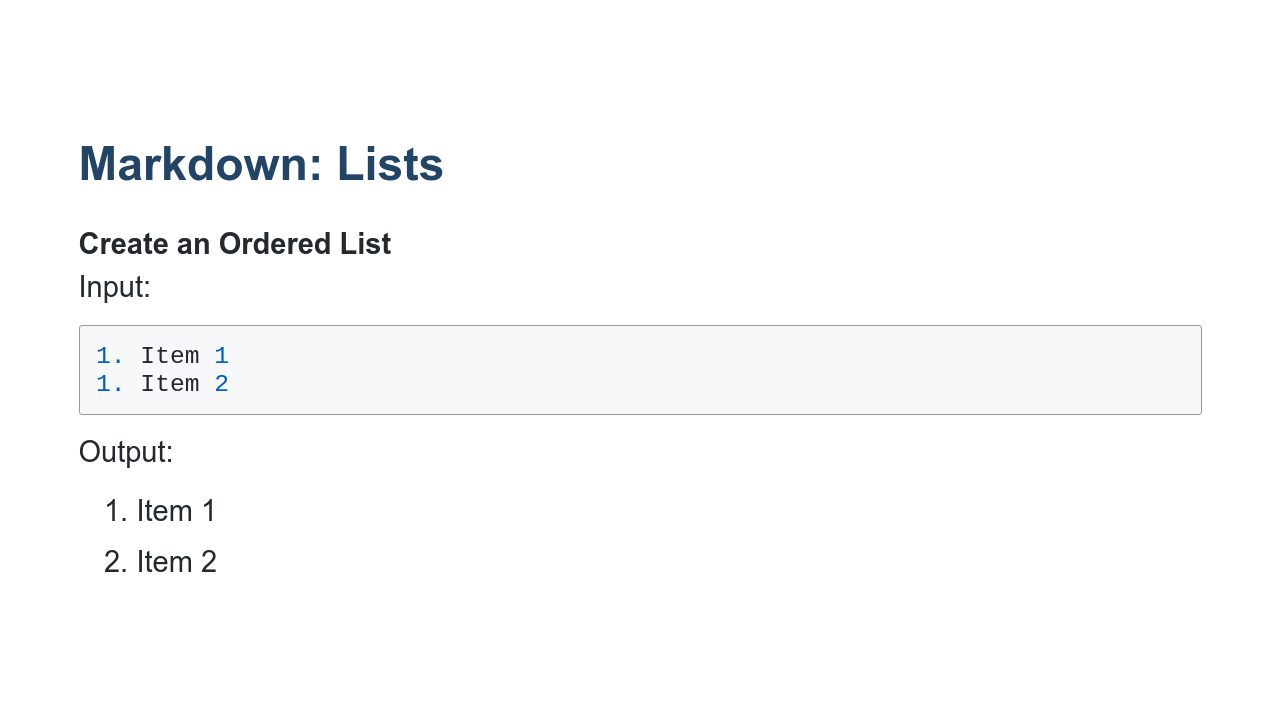 Markdown: Lists
Create an Ordered List
Input:
1. Item 1
1. Item 2
Output:
1. Item 1
2. Item 2